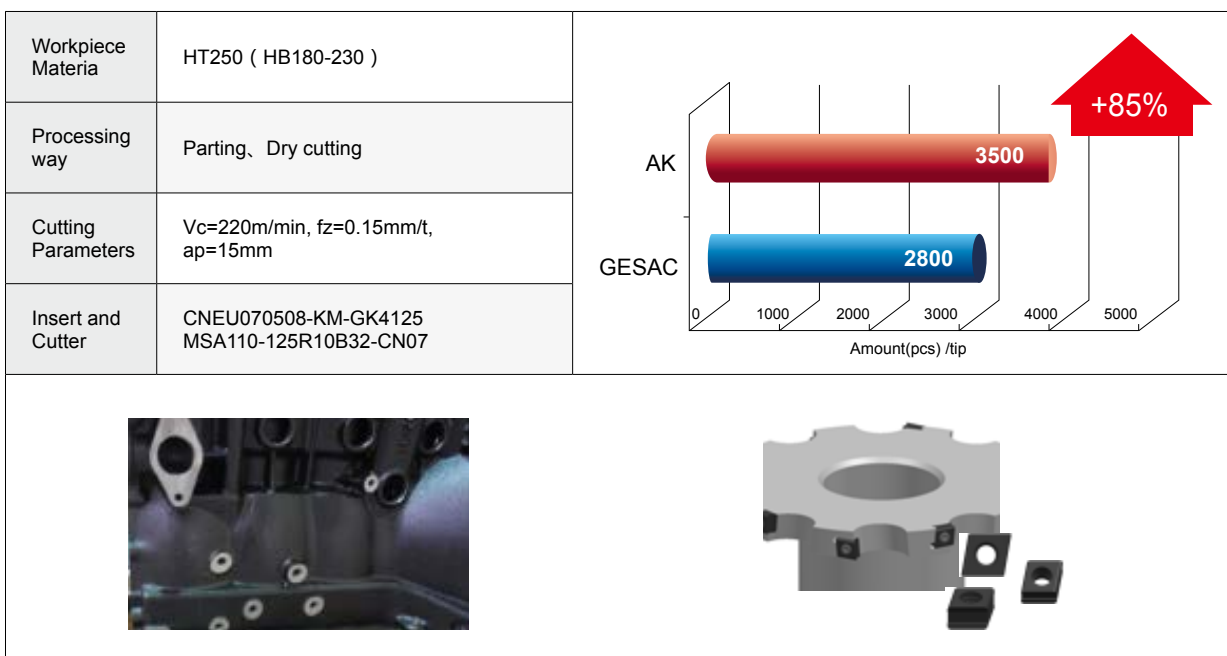 Workpiece
Materia
HT250 ( HB180-230 )
Processing
way
Parting、Dry cutting
Cutting
Parameters
Vc=220m/min, fz=0.15mm/t,
ap=15mm
Insert and
Cutter
CNEU070508-KM-GK4125
MSA110-125R10B32-CN07
+85%
AK
3500
GESAC
2800
0 1000 2000 3000 4000 5000
Amount(pcs) /tip